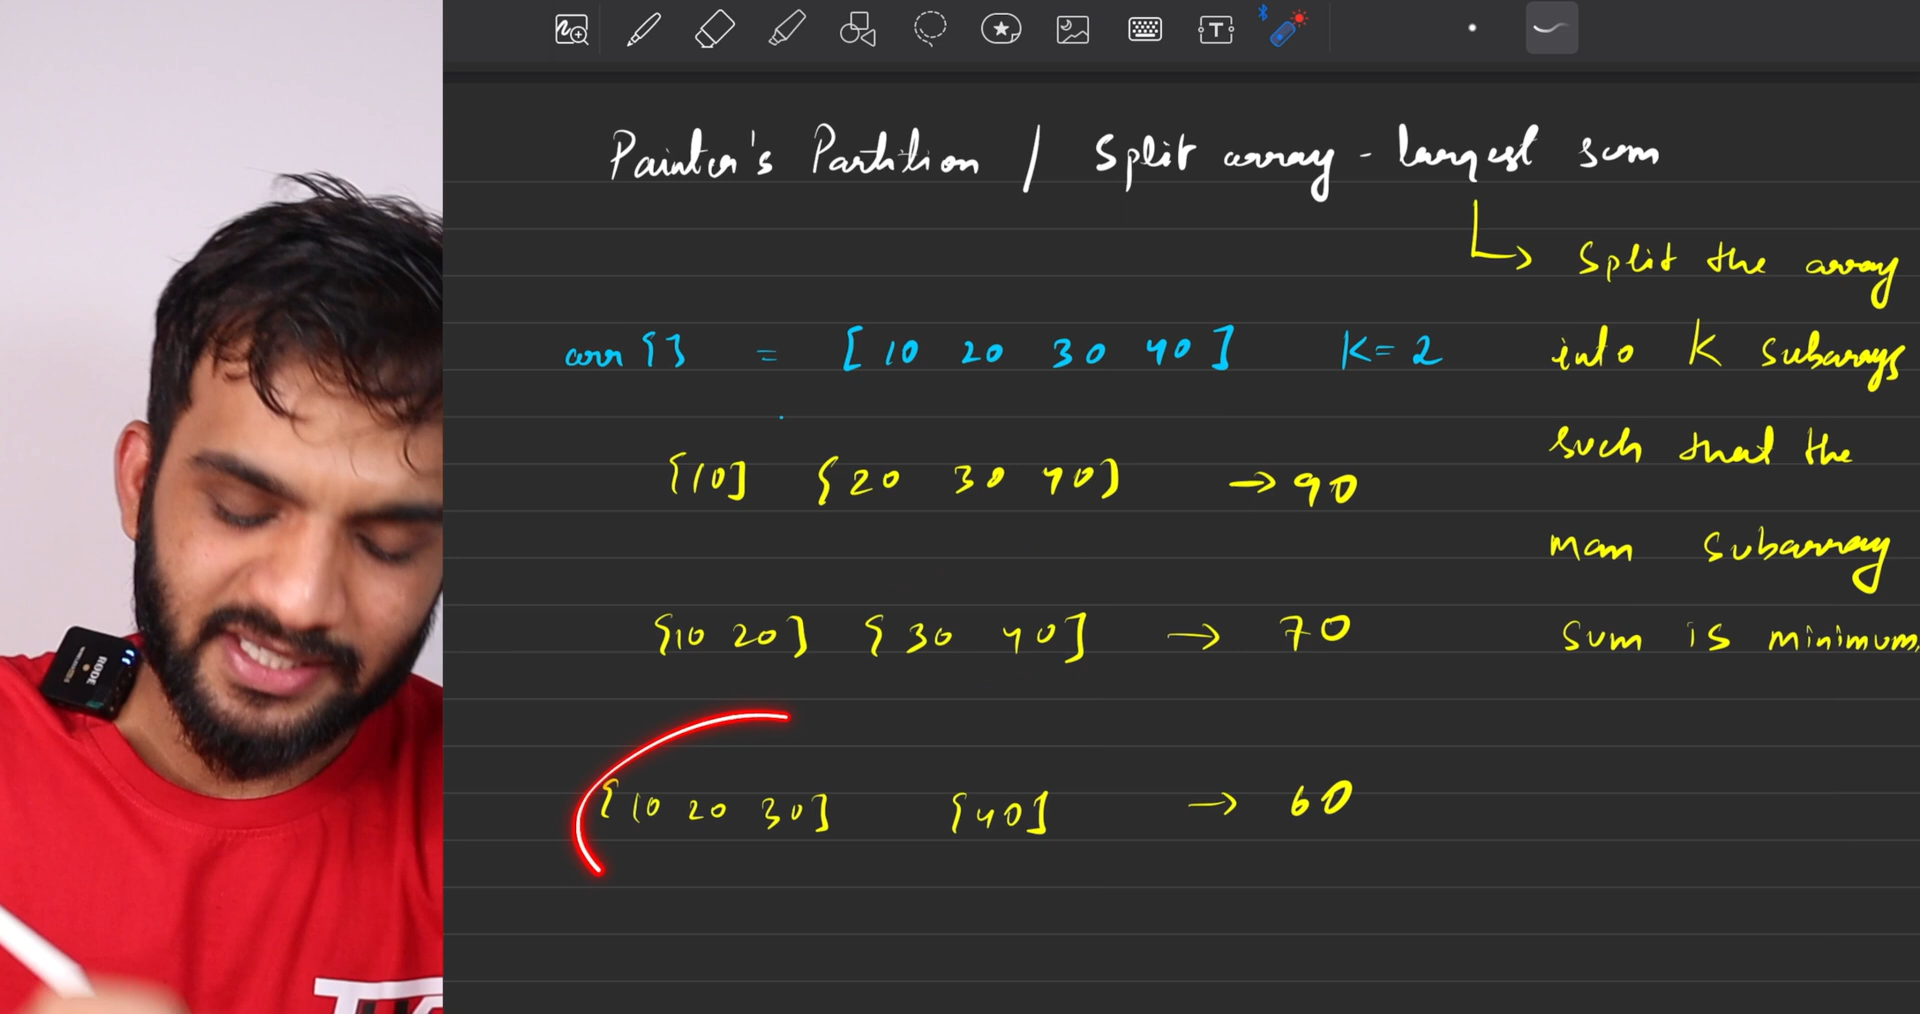 Painter's Partition / Split array - largest sum
Split the array
arr [ ] = [ 10 20 30 40 ] K = 2
into K subarays
such that the
[10] [20 30 40] → 90
max subarray
[10 20] [30 40] → 70
sum is minimum.
[10 20 30] [40] → 60
RODE
T